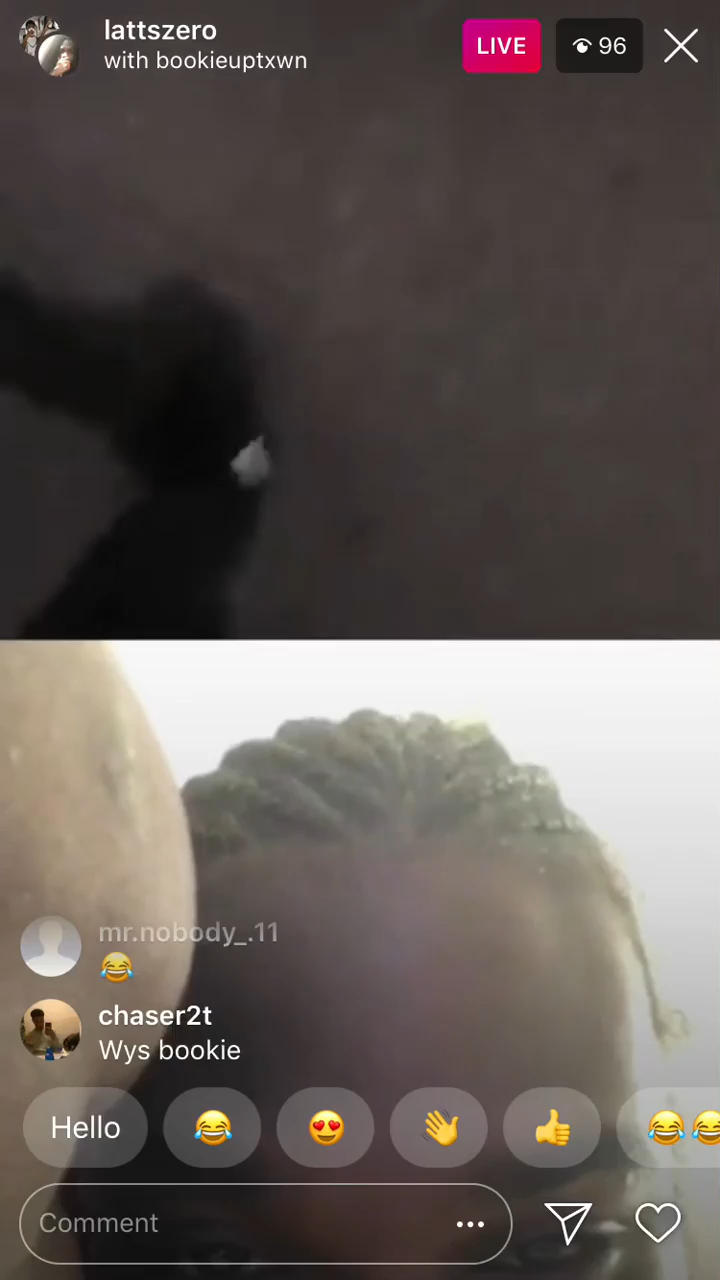 lattszero
with bookieuptxwn
LIVE
96
mr.nobody_.11
😂
chaser2t
Wys bookie
Hello 😂 😍 👋 👍 😂😂
Comment